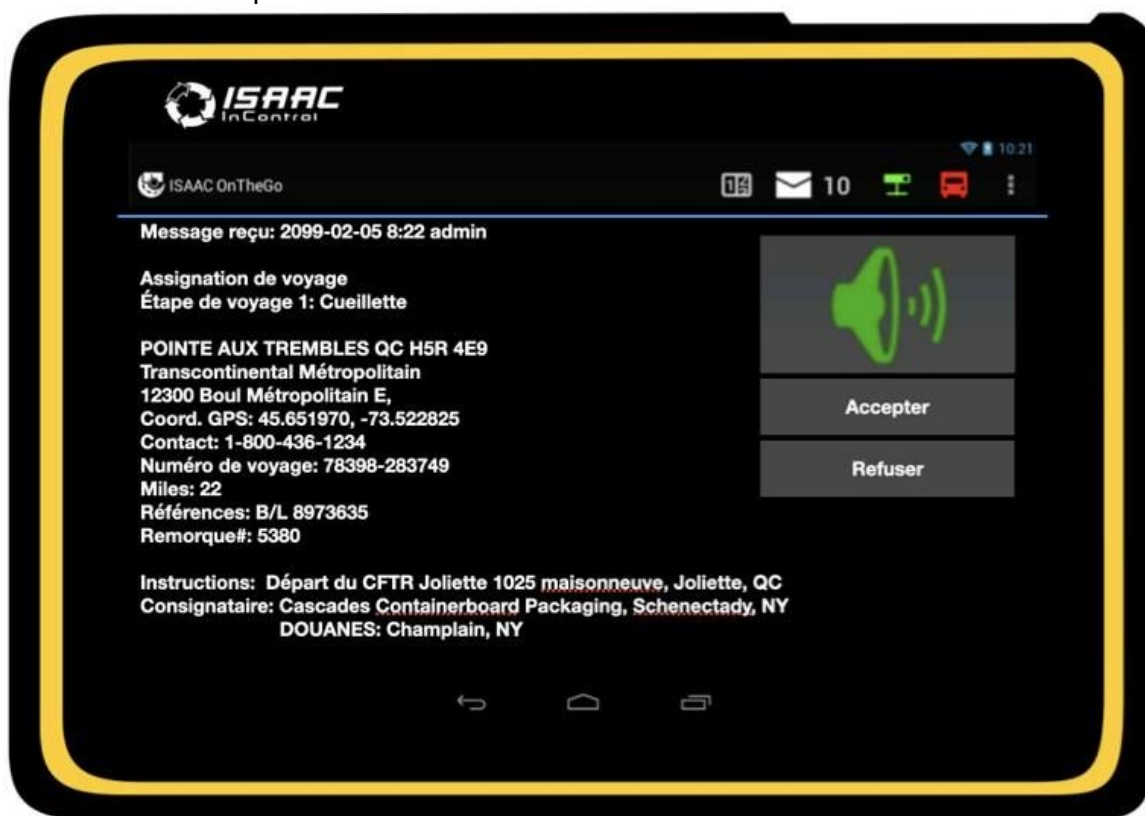 ISAAC
InControl
10:21
ISAAC OnTheGo
10
Message reçu: 2099-02-05 8:22 admin
Assignation de voyage
Étape de voyage 1: Cueillette
POINTE AUX TREMBLES QC H5R 4E9
Transcontinental Métropolitain
12300 Boul Métropolitain E,
Coord. GPS: 45.651970, -73.522825
Contact: 1-800-436-1234
Numéro de voyage: 78398-283749
Miles: 22
Références: B/L 8973635
Remorque#: 5380
Accepter
Refuser
Instructions: Départ du CFTR Joliette 1025 maisonneuve, Joliette, QC
Consignataire: Cascades Containerboard Packaging, Schenectady, NY
DOUANES: Champlain, NY